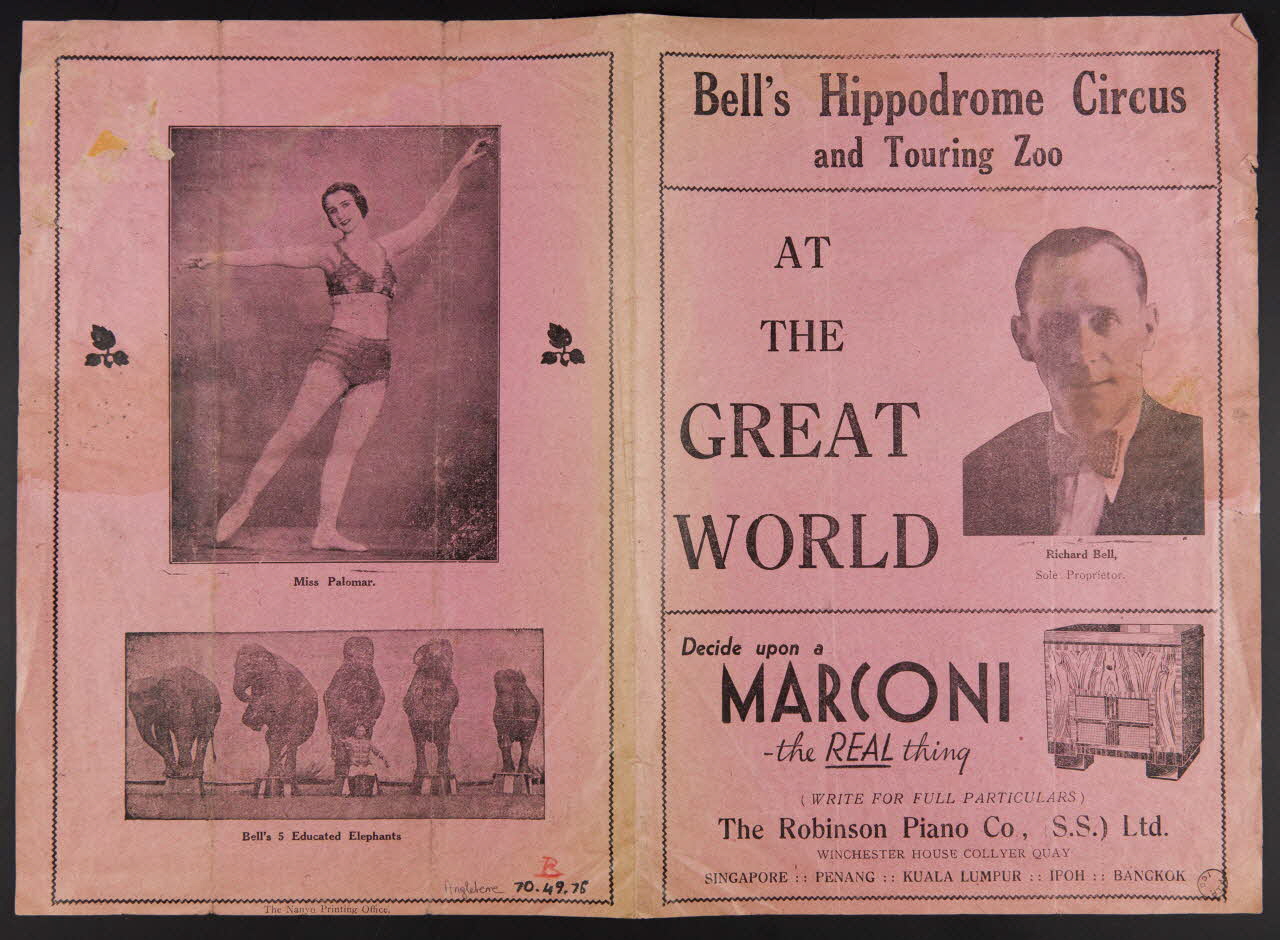 Miss Palomar.
Bell's 5 Educated Elephants
Angleterre 70.49.76
The Nanyo Printing Office.
Bell's Hippodrome Circus
and Touring Zoo
AT
THE
GREAT
WORLD
Richard Bell,
Sole Proprietor.
Decide upon a
MARCONI
-the REAL thing
( WRITE FOR FULL PARTICULARS )
The Robinson Piano Co, S.S.) Ltd.
WINCHESTER HOUSE COLLYER QUAY
SINGAPORE :: PENANG :: KUALA LUMPUR :: IPOH :: BANGKOK